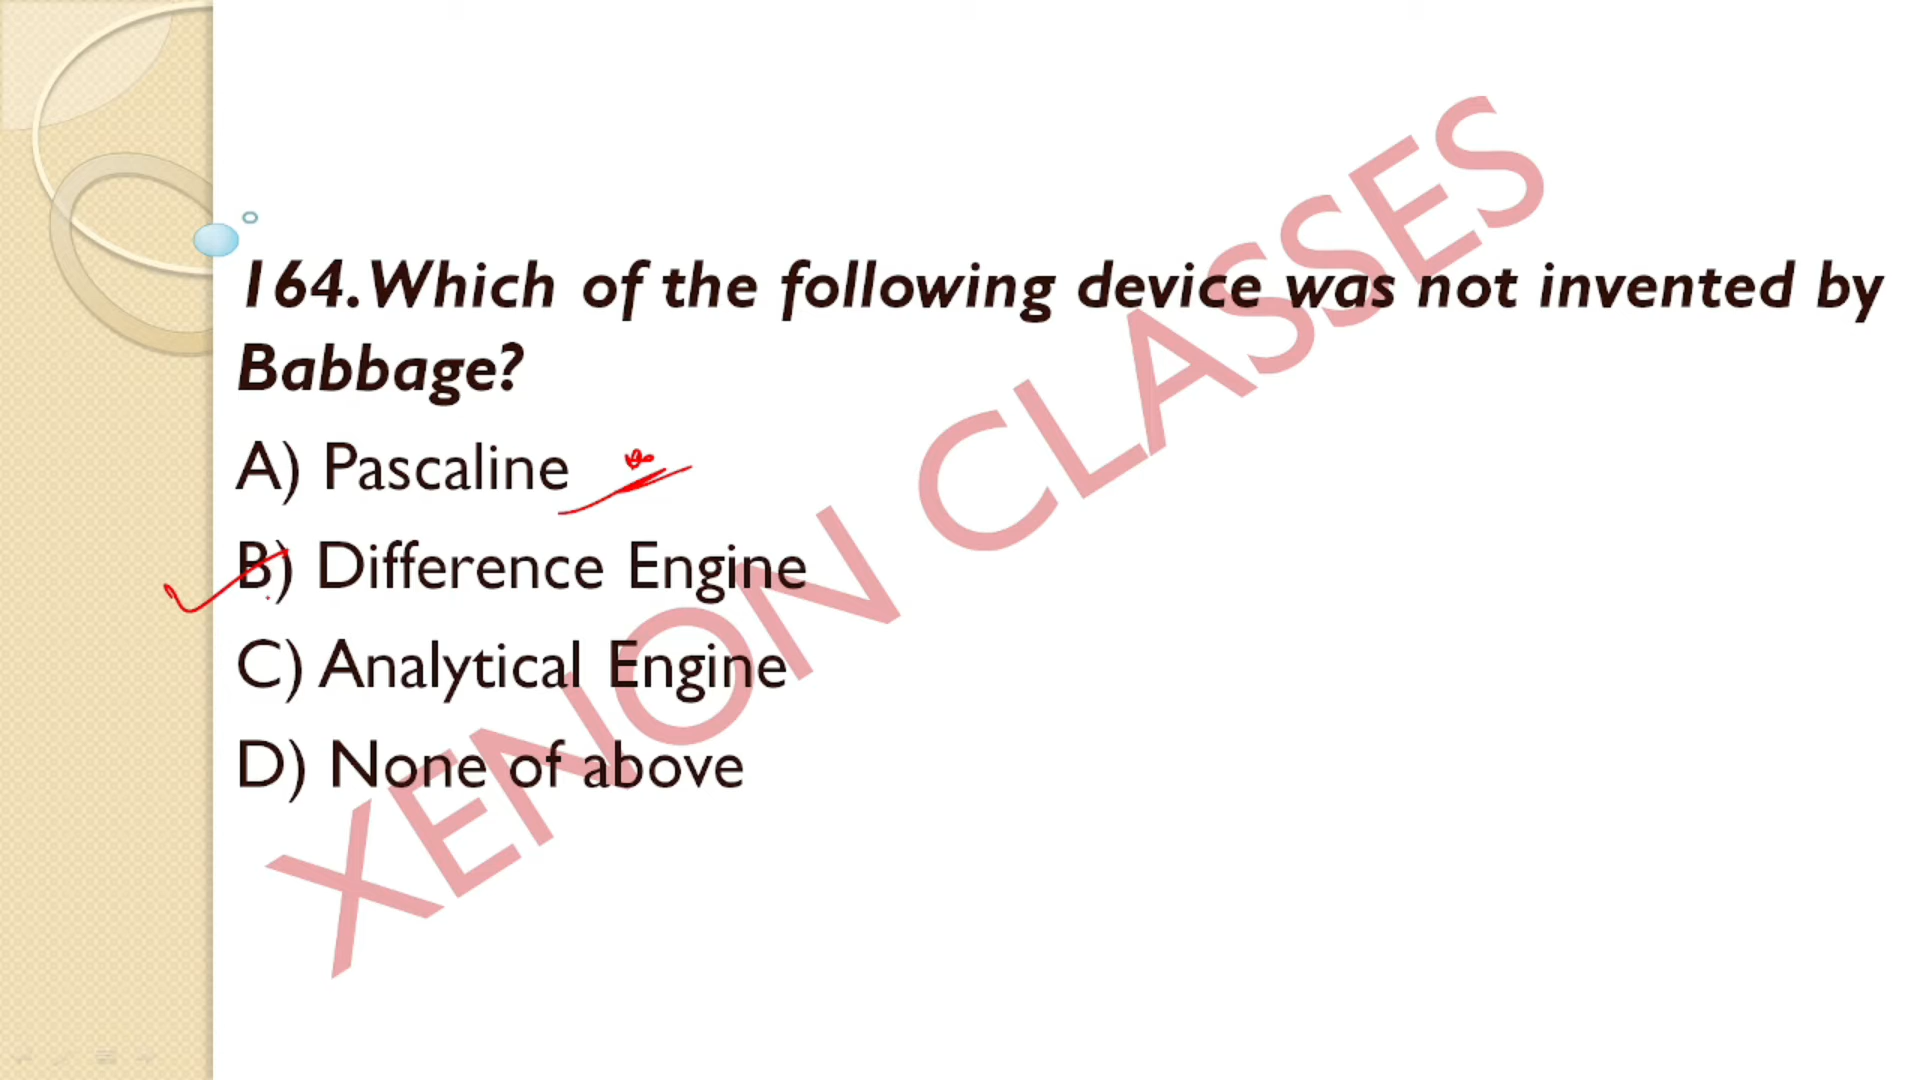 164. Which of the following device was not invented by
Babbage?
A) Pascaline
B) Difference Engine
C) Analytical Engine
D) None of above
XENON CLASSES